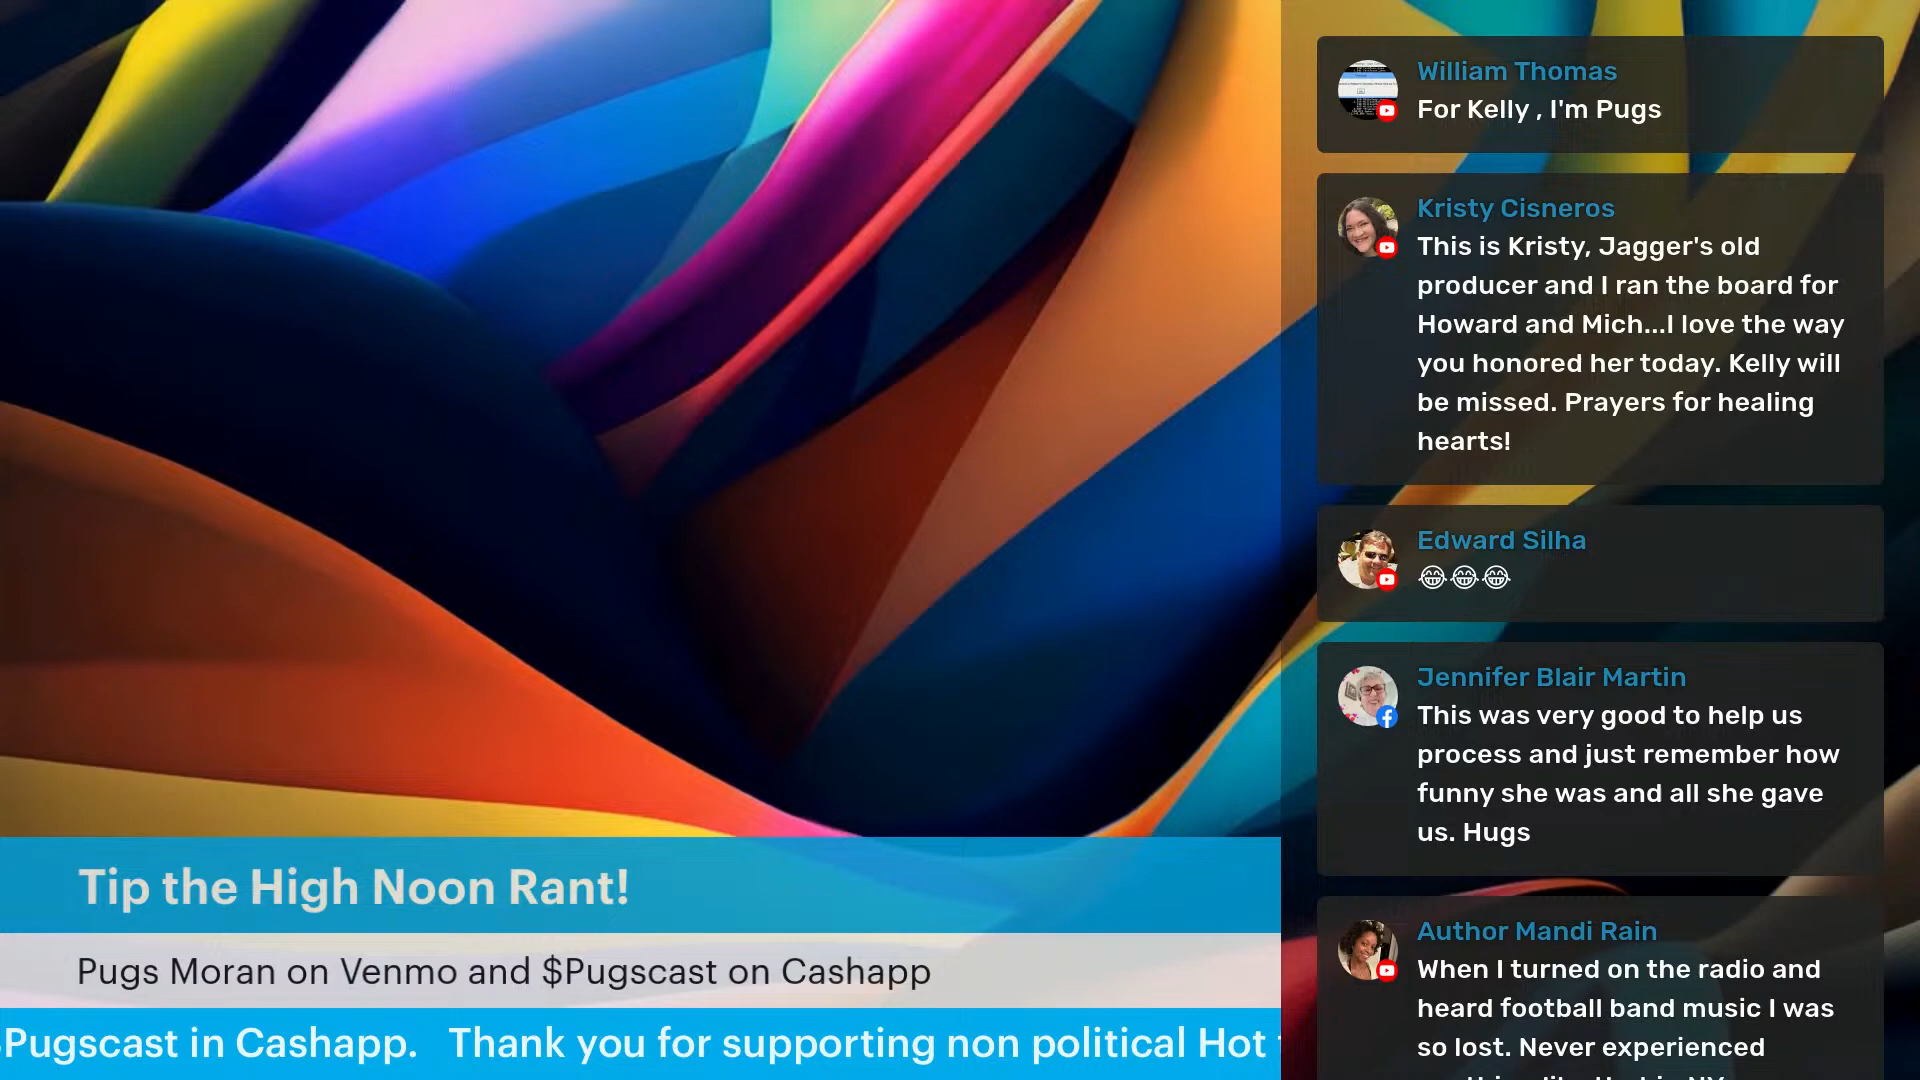 William Thomas
For Kelly , I'm Pugs
Kristy Cisneros
This is Kristy, Jagger's old
producer and I ran the board for
Howard and Mich...I love the way
you honored her today. Kelly will
be missed. Prayers for healing
hearts!
Edward Silha
😂😂😂
Jennifer Blair Martin
This was very good to help us
process and just remember how
funny she was and all she gave
us. Hugs
Author Mandi Rain
When I turned on the radio and
heard football band music I was
so lost. Never experienced
Tip the High Noon Rant!
Pugs Moran on Venmo and $Pugscast on Cashapp
Pugscast in Cashapp. Thank you for supporting non political Hot